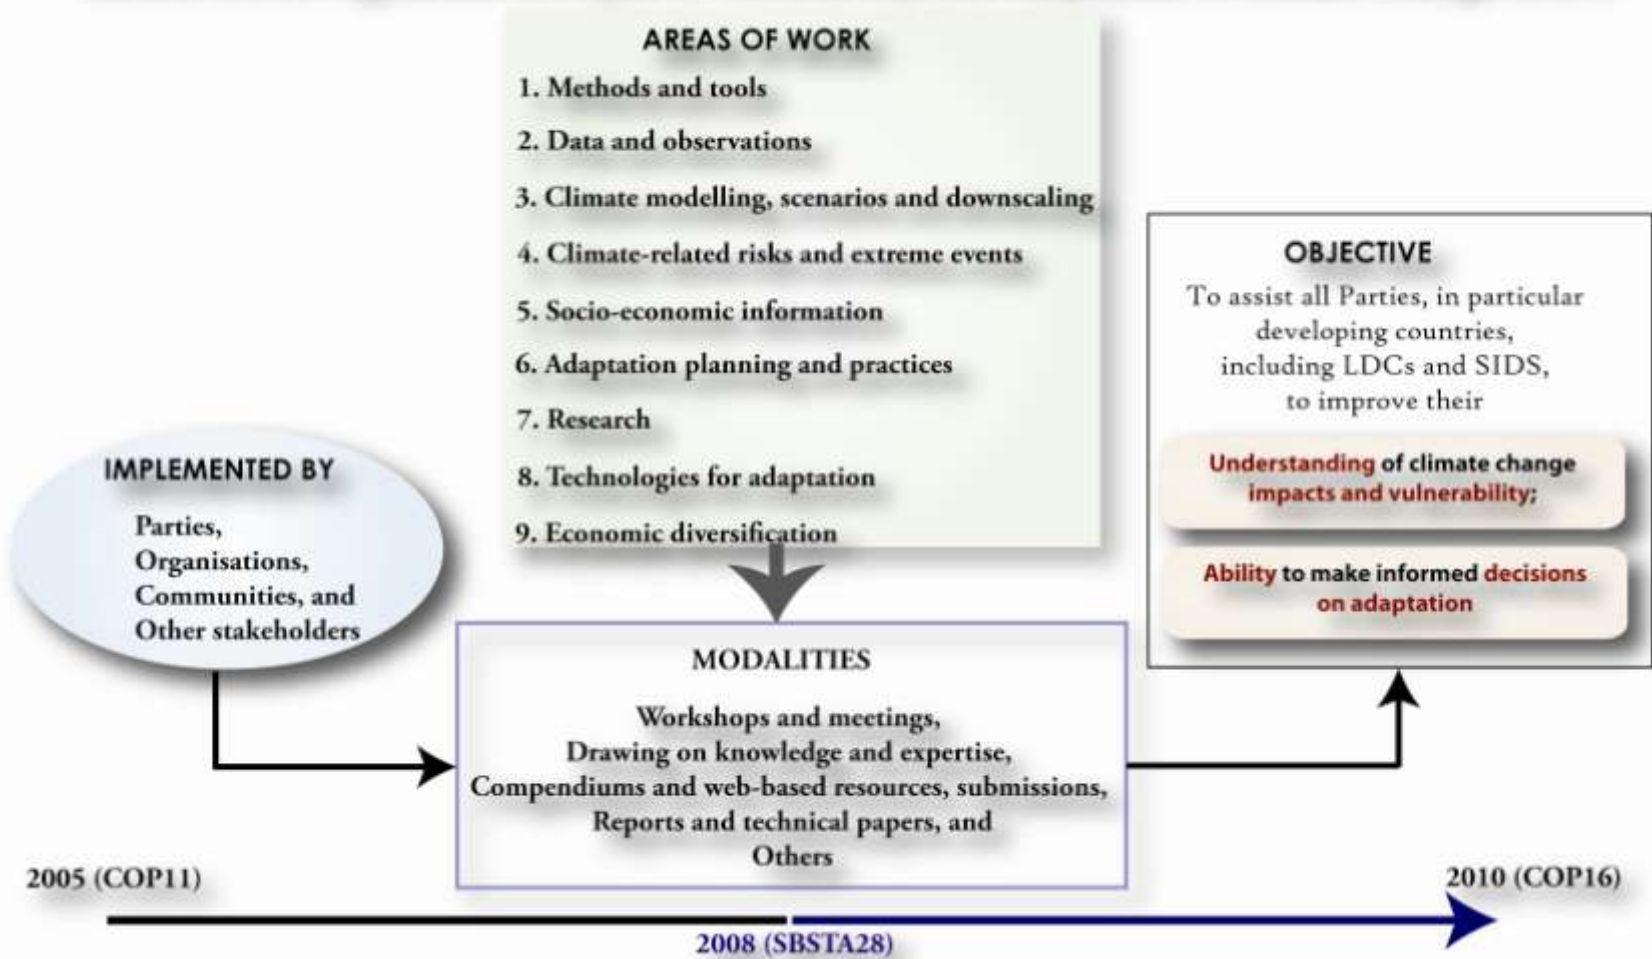 AREAS OF WORK
1. Methods and tools
2. Data and observations
3. Climate modelling, scenarios and downscaling
4. Climate-related risks and extreme events
5. Socio-economic information
6. Adaptation planning and practices
7. Research
8. Technologies for adaptation
9. Economic diversification
IMPLEMENTED BY
Parties,
Organisations,
Communities, and
Other stakeholders
MODALITIES
Workshops and meetings,
Drawing on knowledge and expertise,
Compendiums and web-based resources, submissions,
Reports and technical papers, and
Others
OBJECTIVE
To assist all Parties, in particular
developing countries,
including LDCs and SIDS,
to improve their
Understanding of climate change
impacts and vulnerability;
Ability to make informed decisions
on adaptation
2005 (COP11)
2008 (SBSTA28)
2010 (COP16)